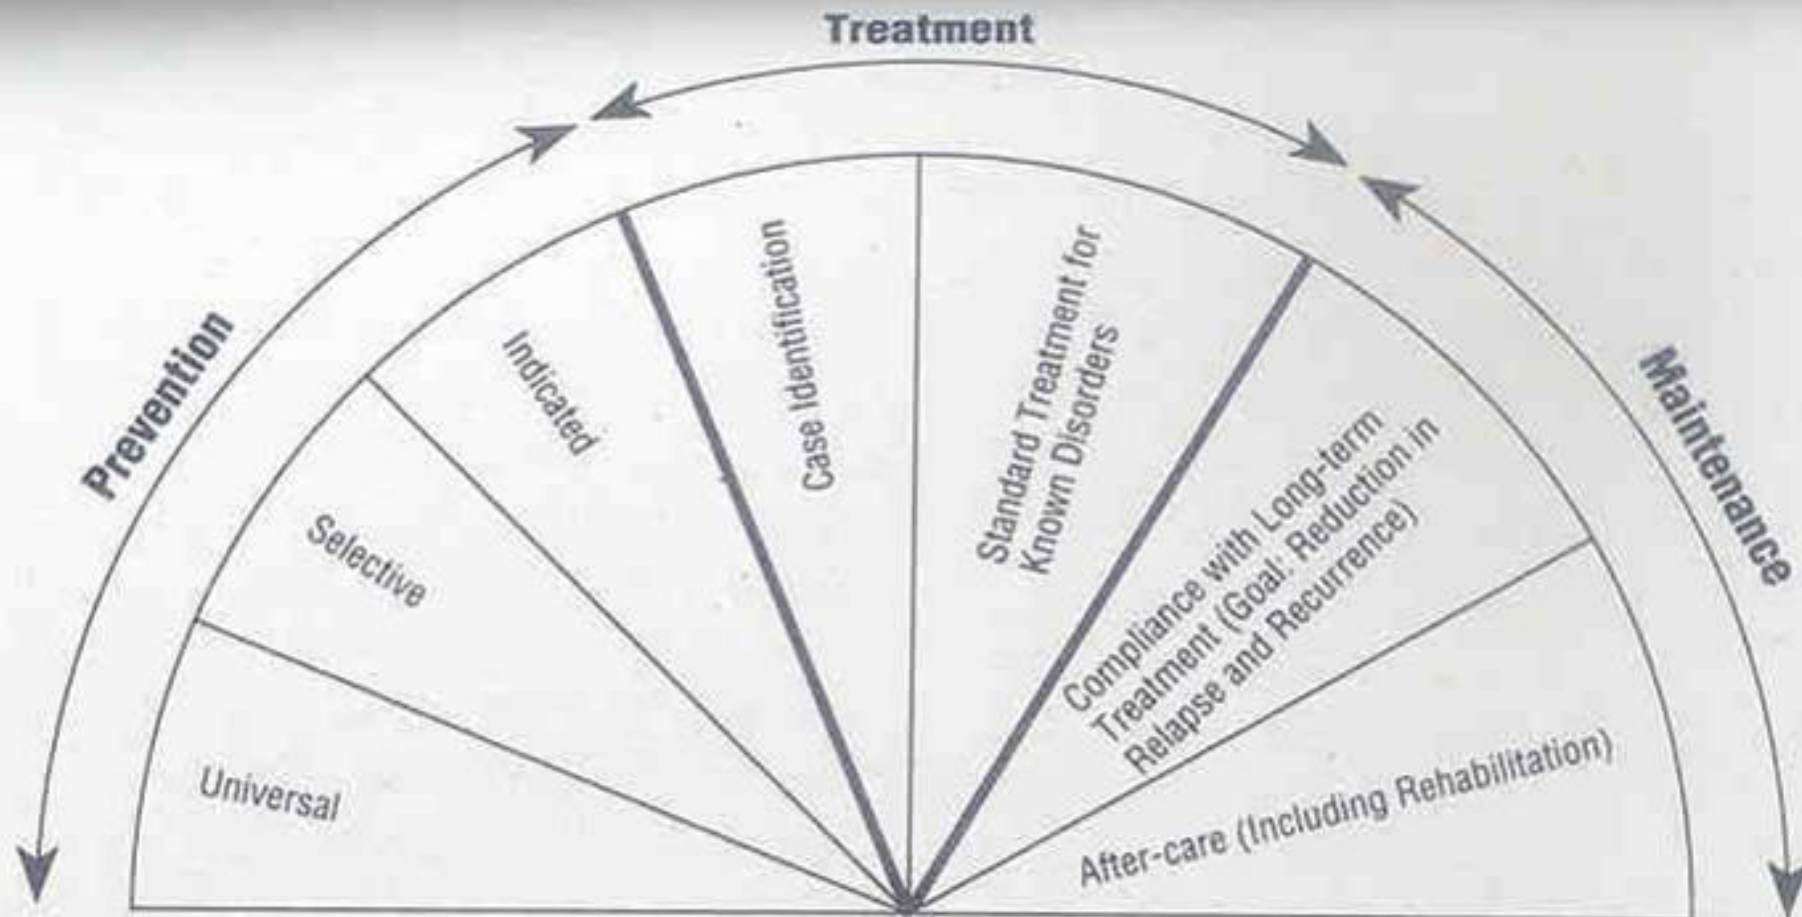 Treatment
Prevention
Maintenance
Universal
Selective
Indicated
Case Identification
Standard Treatment for
Known Disorders
Compliance with Long-term
Treatment (Goal: Reduction in
Relapse and Recurrence)
After-care (Including Rehabilitation)